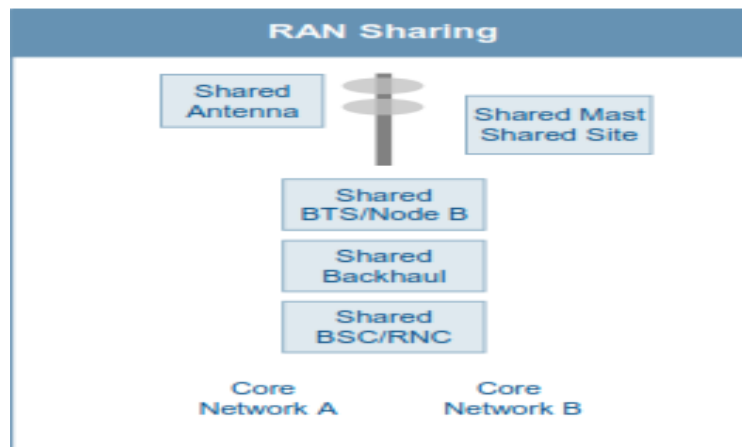 RAN Sharing
Shared
Antenna
Shared Mast
Shared Site
Shared
BTS/Node B
Shared
Backhaul
Shared
BSC/RNC
Core
Network A
Core
Network B